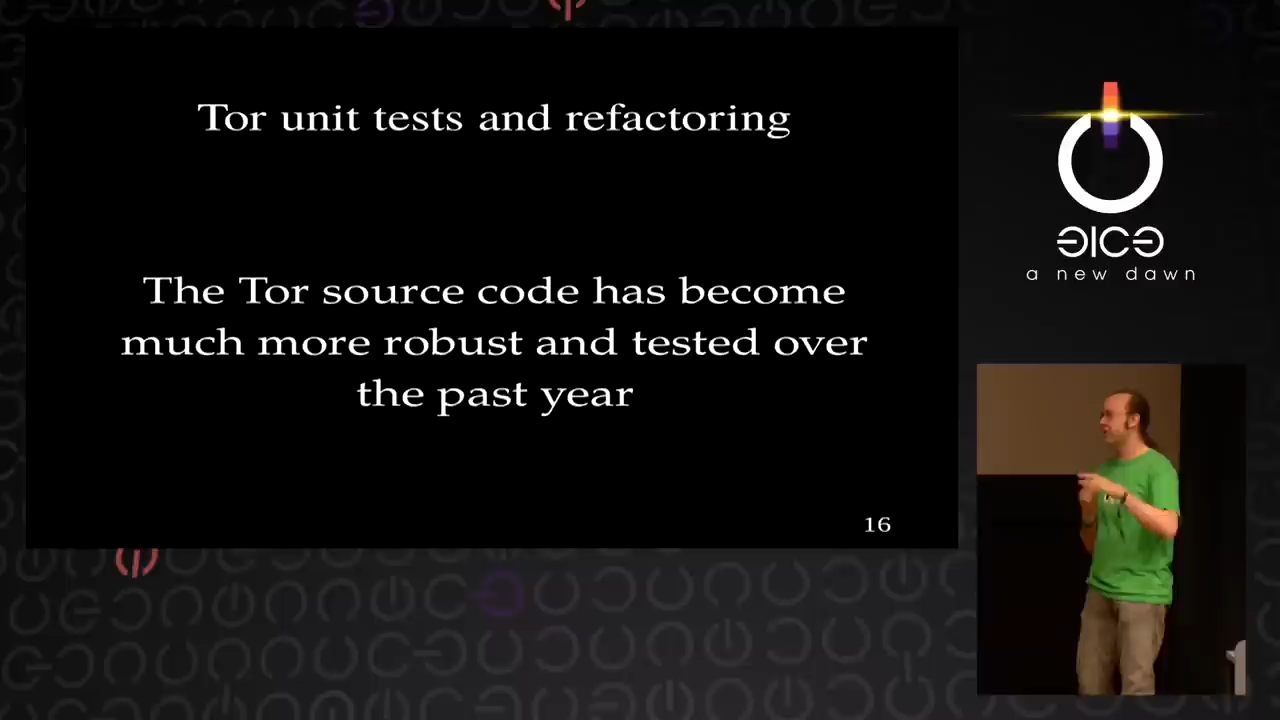 Tor unit tests and refactoring
The Tor source code has become
much more robust and tested over
the past year
16
a new dawn